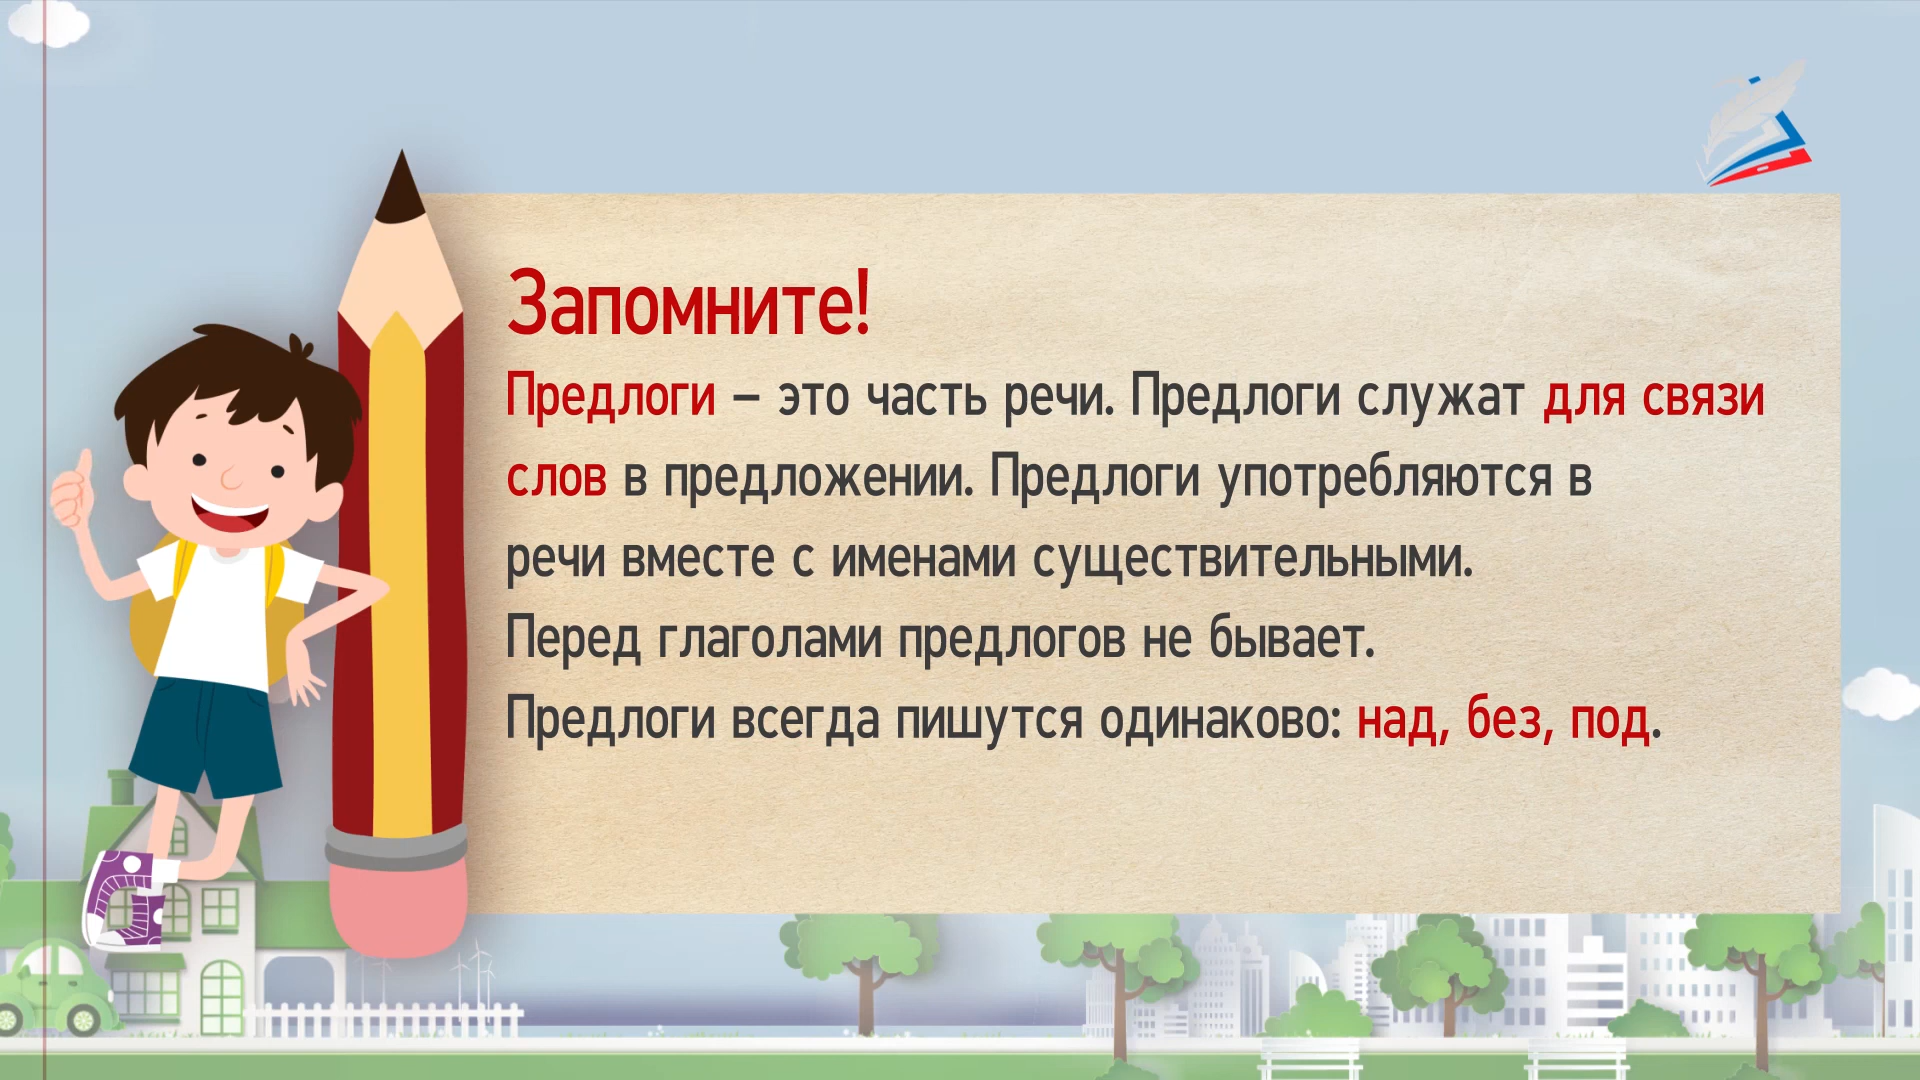 Запомните!
Предлоги – это часть речи. Предлоги служат для связи
слов в предложении. Предлоги употребляются в
речи вместе с именами существительными.
Перед глаголами предлогов не бывает.
Предлоги всегда пишутся одинаково: над, без, под.